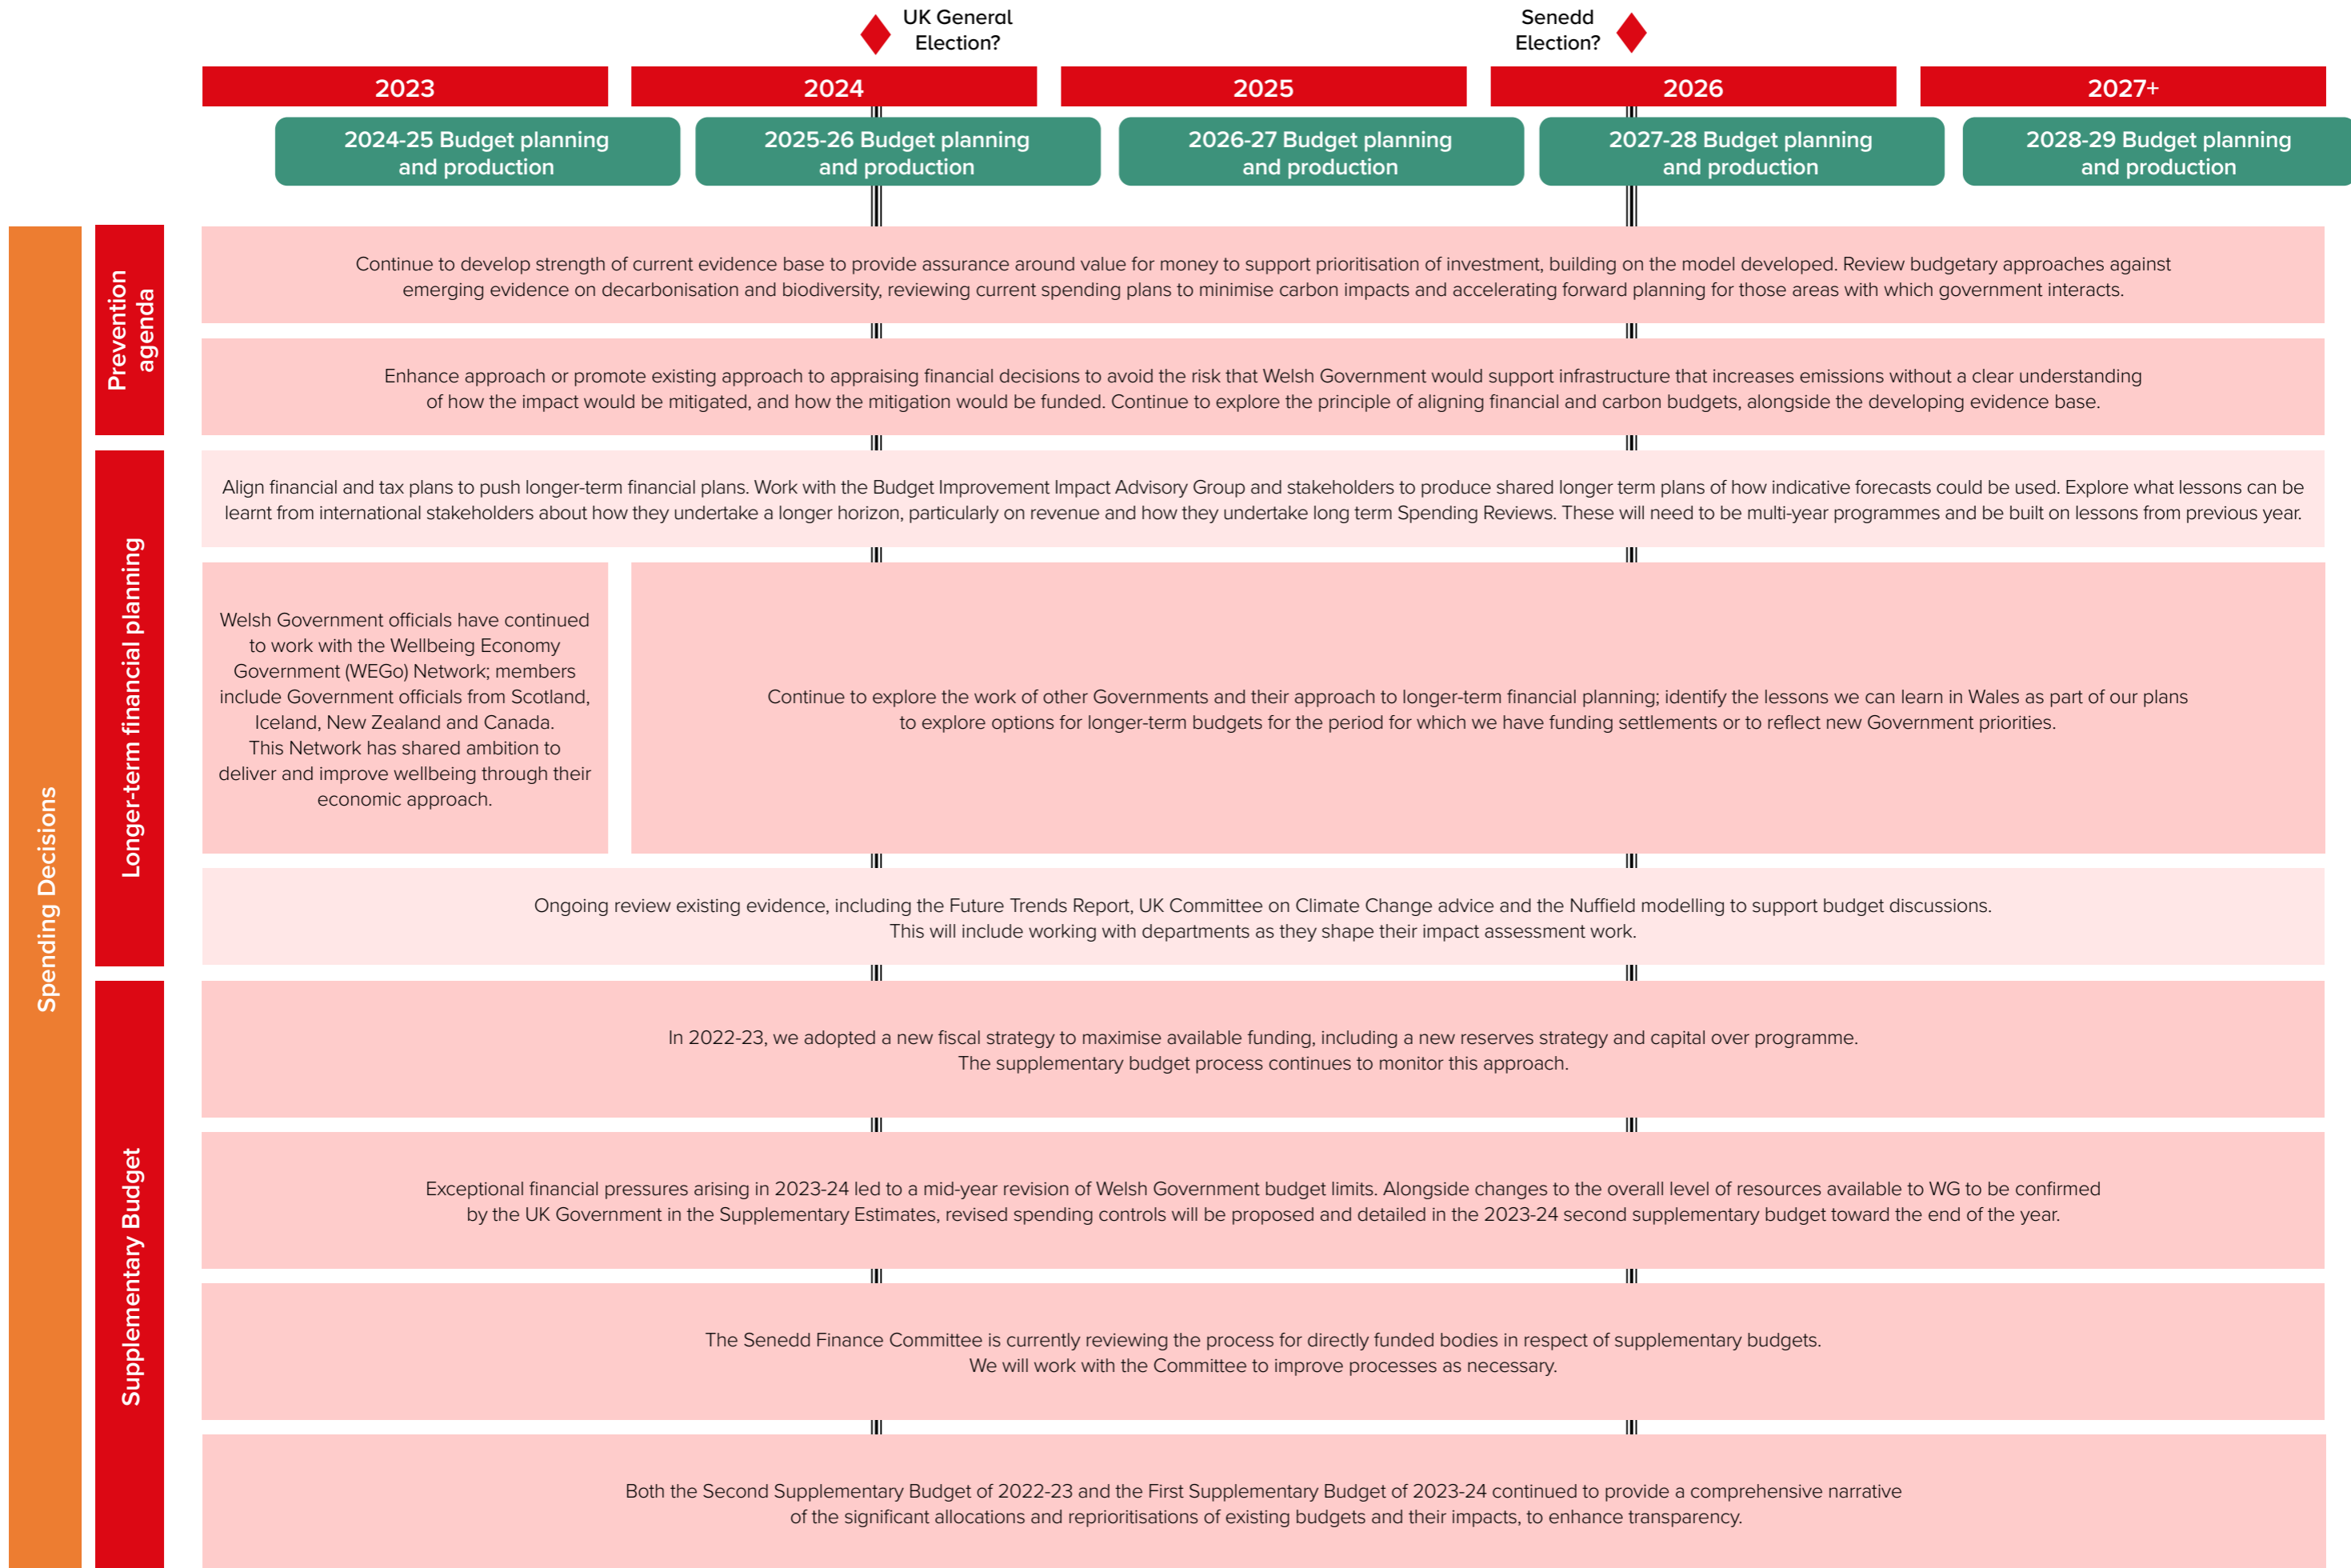 UK General
Election?
Senedd
Election?
2023
2024
2025
2026
2027+
2024-25 Budget planning
and production
2025-26 Budget planning
and production
2026-27 Budget planning
and production
2027-28 Budget planning
and production
2028-29 Budget planning
and production
Spending Decisions
Prevention
agenda
Continue to develop strength of current evidence base to provide assurance around value for money to support prioritisation of investment, building on the model developed. Review budgetary approaches against
emerging evidence on decarbonisation and biodiversity, reviewing current spending plans to minimise carbon impacts and accelerating forward planning for those areas with which government interacts.
Enhance approach or promote existing approach to appraising financial decisions to avoid the risk that Welsh Government would support infrastructure that increases emissions without a clear understanding
of how the impact would be mitigated, and how the mitigation would be funded. Continue to explore the principle of aligning financial and carbon budgets, alongside the developing evidence base.
Longer-term financial planning
Align financial and tax plans to push longer-term financial plans. Work with the Budget Improvement Impact Advisory Group and stakeholders to produce shared longer term plans of how indicative forecasts could be used. Explore what lessons can be
learnt from international stakeholders about how they undertake a longer horizon, particularly on revenue and how they undertake long term Spending Reviews. These will need to be multi-year programmes and be built on lessons from previous year.
Welsh Government officials have continued
to work with the Wellbeing Economy
Government (WEGo) Network; members
include Government officials from Scotland,
Iceland, New Zealand and Canada.
This Network has shared ambition to
deliver and improve wellbeing through their
economic approach.
Continue to explore the work of other Governments and their approach to longer-term financial planning; identify the lessons we can learn in Wales as part of our plans
to explore options for longer-term budgets for the period for which we have funding settlements or to reflect new Government priorities.
Ongoing review existing evidence, including the Future Trends Report, UK Committee on Climate Change advice and the Nuffield modelling to support budget discussions.
This will include working with departments as they shape their impact assessment work.
Supplementary Budget
In 2022-23, we adopted a new fiscal strategy to maximise available funding, including a new reserves strategy and capital over programme.
The supplementary budget process continues to monitor this approach.
Exceptional financial pressures arising in 2023-24 led to a mid-year revision of Welsh Government budget limits. Alongside changes to the overall level of resources available to WG to be confirmed
by the UK Government in the Supplementary Estimates, revised spending controls will be proposed and detailed in the 2023-24 second supplementary budget toward the end of the year.
The Senedd Finance Committee is currently reviewing the process for directly funded bodies in respect of supplementary budgets.
We will work with the Committee to improve processes as necessary.
Both the Second Supplementary Budget of 2022-23 and the First Supplementary Budget of 2023-24 continued to provide a comprehensive narrative
of the significant allocations and reprioritisations of existing budgets and their impacts, to enhance transparency.